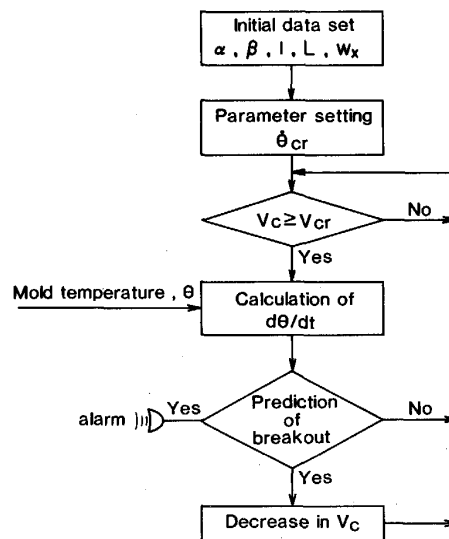 Initial data set
α , β , l , L , Wx
Parameter setting
θ̇cr
Vc ≥ Vcr
No
Yes
Mold temperature , θ
Calculation of
dθ/dt
alarm
Yes
Prediction
of
breakout
No
Yes
Decrease in Vc